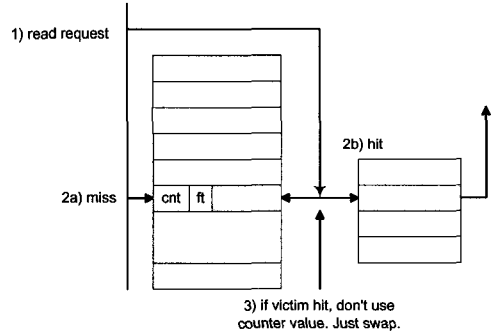 1) read request
2b) hit
2a) miss
cnt
ft
3) if victim hit, don't use
counter value. Just swap.